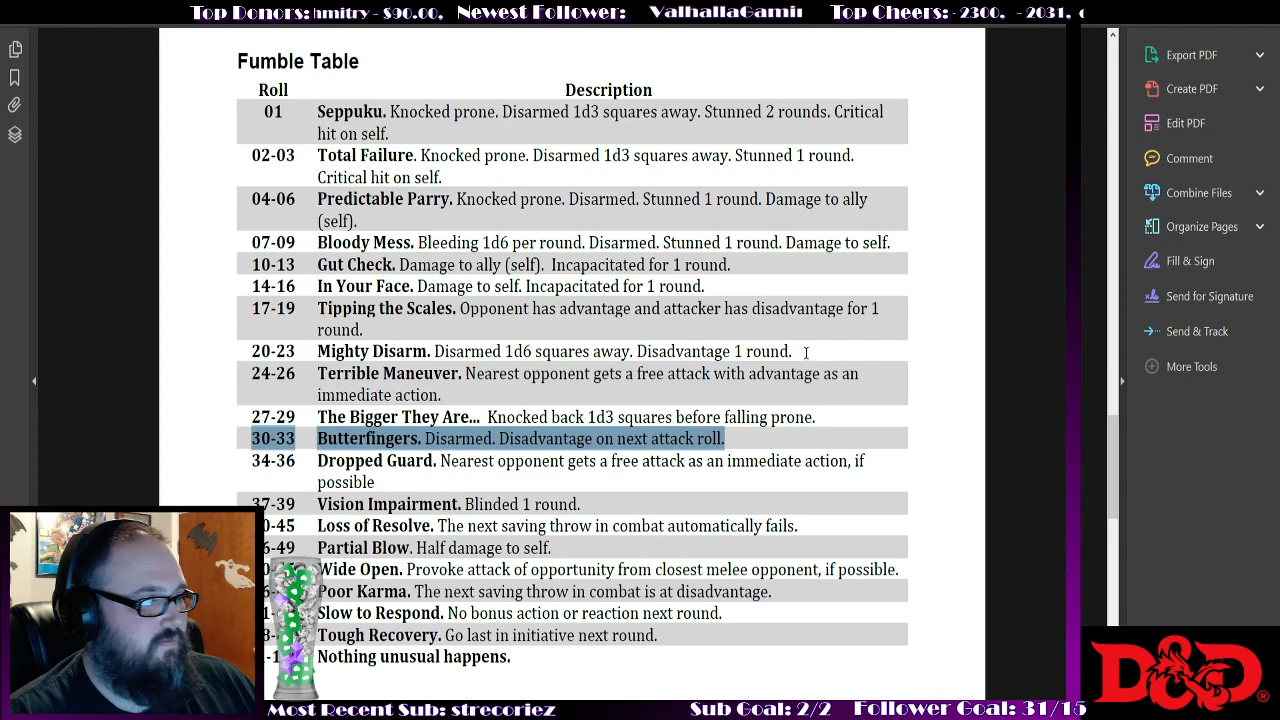 Top Donors: hmitry - $90.00, Newest Follower: ValhallaGamin Top Cheers: - 2300, - 2031,
Fumble Table
Roll Description
01 Seppuku. Knocked prone. Disarmed 1d3 squares away. Stunned 2 rounds. Critical
hit on self.
02-03 Total Failure. Knocked prone. Disarmed 1d3 squares away. Stunned 1 round.
Critical hit on self.
04-06 Predictable Parry. Knocked prone. Disarmed. Stunned 1 round. Damage to ally
(self).
07-09 Bloody Mess. Bleeding 1d6 per round. Disarmed. Stunned 1 round. Damage to self.
10-13 Gut Check. Damage to ally (self). Incapacitated for 1 round.
14-16 In Your Face. Damage to self. Incapacitated for 1 round.
17-19 Tipping the Scales. Opponent has advantage and attacker has disadvantage for 1
round.
20-23 Mighty Disarm. Disarmed 1d6 squares away. Disadvantage 1 round.
24-26 Terrible Maneuver. Nearest opponent gets a free attack with advantage as an
immediate action.
27-29 The Bigger They Are... Knocked back 1d3 squares before falling prone.
30-33 Butterfingers. Disarmed. Disadvantage on next attack roll.
34-36 Dropped Guard. Nearest opponent gets a free attack as an immediate action, if
possible
37-39 Vision Impairment. Blinded 1 round.
0-45 Loss of Resolve. The next saving throw in combat automatically fails.
6-49 Partial Blow. Half damage to self.
Wide Open. Provoke attack of opportunity from closest melee opponent, if possible.
Poor Karma. The next saving throw in combat is at disadvantage.
Slow to Respond. No bonus action or reaction next round.
Tough Recovery. Go last in initiative next round.
Nothing unusual happens.
Export PDF
Create PDF
Edit PDF
Comment
Combine Files
Organize Pages
Fill & Sign
Send for Signature
Send & Track
More Tools
D&D
Most Recent Sub: strecoriez Sub Goal: 2/2 Follower Goal: 31/15